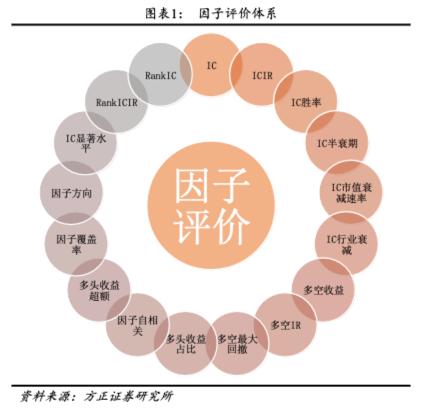 图表1： 因子评价体系
IC
ICIR
IC胜率
IC半衰期
IC市值衰
减速率
IC行业衰
减
多空收益
多空IR
多空最大
回撤
多头收益
占比
因子自相
关
多头收益
超额
因子覆盖
率
因子方向
IC显著水
平
RankICIR
RankIC
因子
评价
资料来源：方正证券研究所